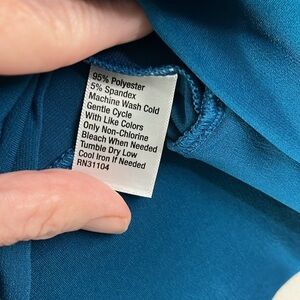 95% Polyester
5% Spandex
Machine Wash Cold
Gentle Cycle
With Like Colors
Only Non-Chlorine
Bleach When Needed
Tumble Dry Low
Cool Iron If Needed
RN31104